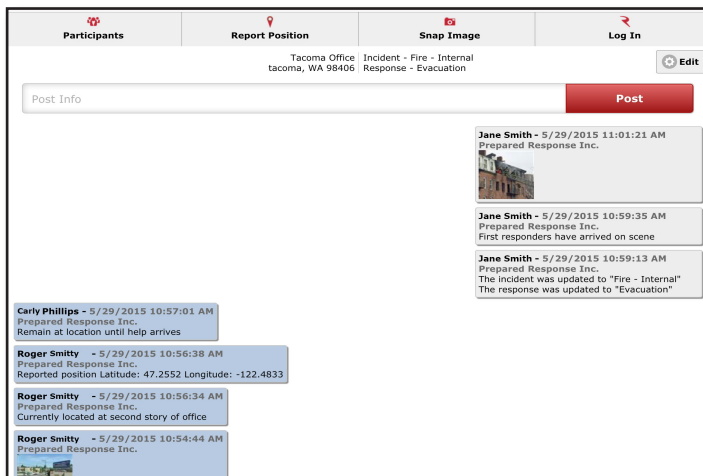 Participants
Report Position
Snap Image
Log In
Tacoma Office
tacoma, WA 98406
Incident - Fire - Internal
Response - Evacuation
Edit
Post Info
Post
Jane Smith - 5/29/2015 11:01:21 AM
Prepared Response Inc.
Jane Smith - 5/29/2015 10:59:35 AM
Prepared Response Inc.
First responders have arrived on scene
Jane Smith - 5/29/2015 10:59:13 AM
Prepared Response Inc.
The incident was updated to "Fire - Internal"
The response was updated to "Evacuation"
Carly Phillips - 5/29/2015 10:57:01 AM
Prepared Response Inc.
Remain at location until help arrives
Roger Smitty - 5/29/2015 10:56:38 AM
Prepared Response Inc.
Reported position Latitude: 47.2552 Longitude: -122.4833
Roger Smitty - 5/29/2015 10:56:34 AM
Prepared Response Inc.
Currently located at second story of office
Roger Smitty - 5/29/2015 10:54:44 AM
Prepared Response Inc.